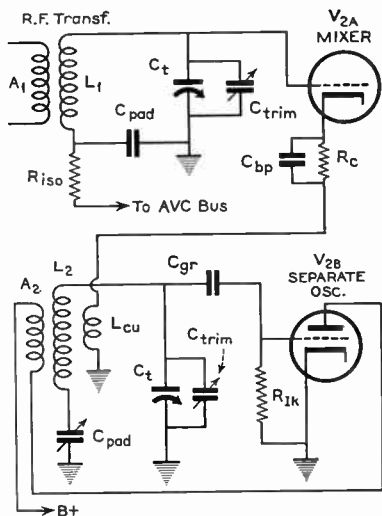 R.F. Transf.
V2A
MIXER
A1
L1
Ct
Ctrim
Cpad
Riso
To AVC Bus
Cbp
Rc
A2
L2
Cgr
V2B
SEPARATE
OSC.
Lcu
Ct
Ctrim
Cpad
RIk
B+